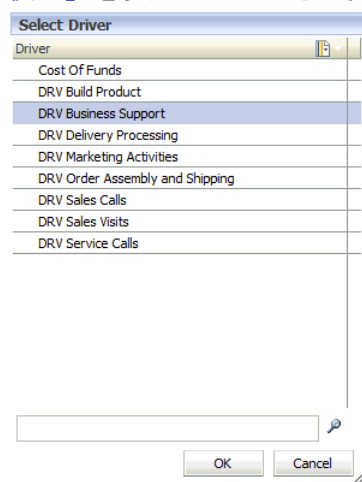 Select Driver
Driver
Cost Of Funds
DRV Build Product
DRV Business Support
DRV Delivery Processing
DRV Marketing Activities
DRV Order Assembly and Shipping
DRV Sales Calls
DRV Sales Visits
DRV Service Calls
OK Cancel